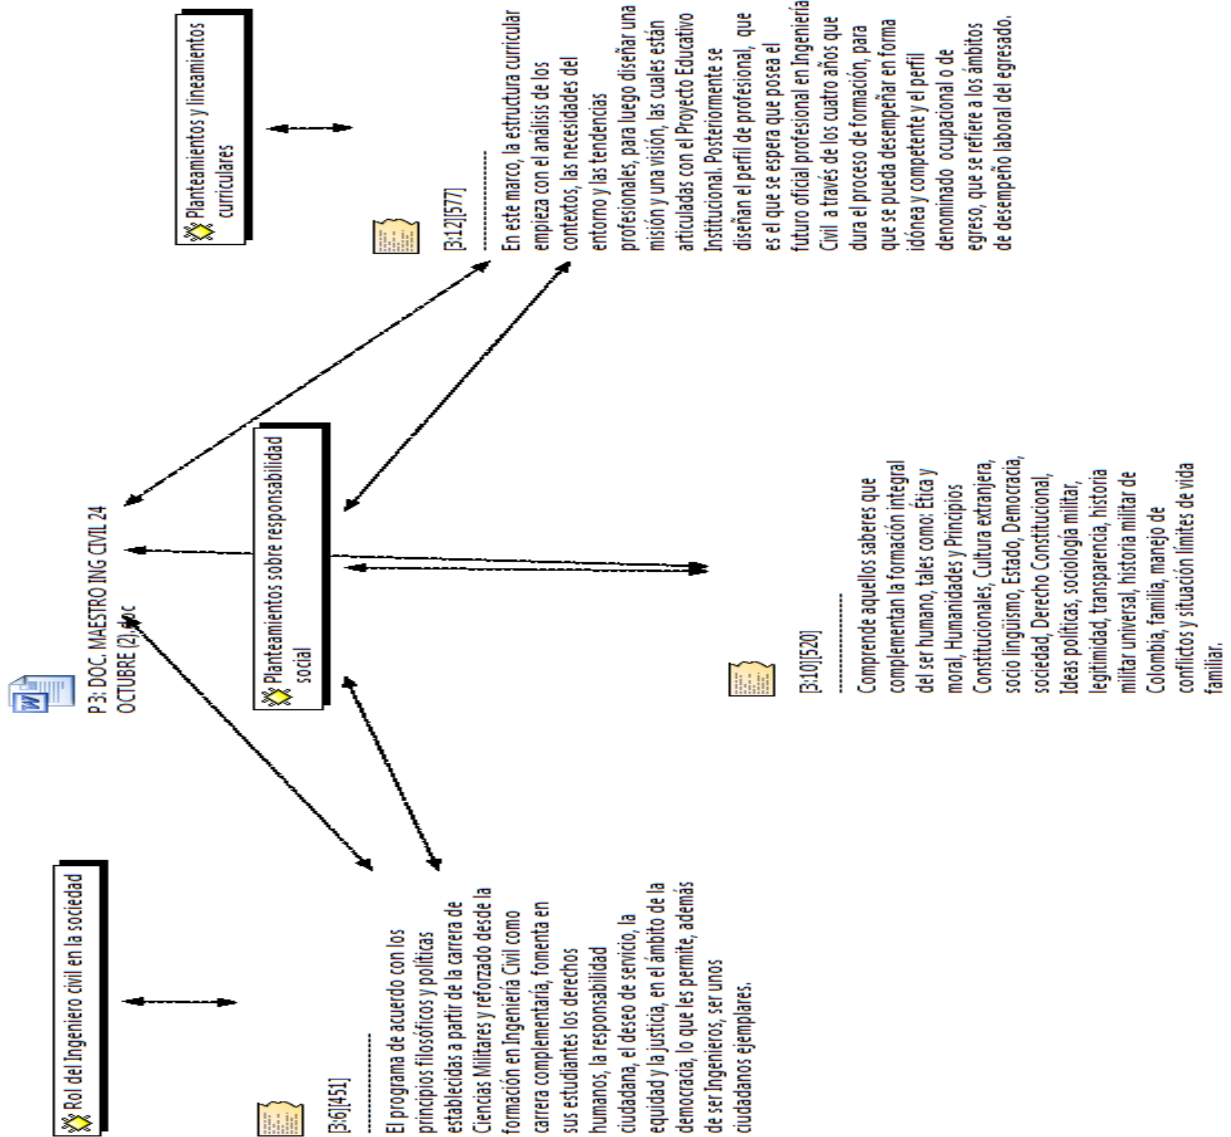 Rol del Ingeniero civil en la sociedad
[3:6][451]
El programa de acuerdo con los
principios filosóficos y políticas
establecidas a partir de la carrera de
Ciencias Militares y reforzado desde la
formación en Ingeniería Civil como
carrera complementaria, fomenta en
sus estudiantes los derechos
humanos, la responsabilidad
ciudadana, el deseo de servicio, la
equidad y la justicia, en el ámbito de la
democracia, lo que les permite, además
de ser Ingenieros, ser unos
ciudadanos ejemplares.
P 3: DOC. MAESTRO ING CIVIL 24
OCTUBRE (2).doc
Planteamientos sobre responsabilidad
social
[3:10][520]
Comprende aquellos saberes que
complementan la formación integral
del ser humano, tales como: Ética y
moral, Humanidades y Principios
Constitucionales, Cultura extranjera,
socio lingüismo, Estado, Democracia,
sociedad, Derecho Constitucional,
Ideas políticas, sociología militar,
legitimidad, transparencia, historia
militar universal, historia militar de
Colombia, familia, manejo de
conflictos y situación límites de vida
familiar.
Planteamientos y lineamientos
curriculares
[3:12][577]
En este marco, la estructura curricular
empieza con el análisis de los
contextos, las necesidades del
entorno y las tendencias
profesionales, para luego diseñar una
misión y una visión, las cuales están
articuladas con el Proyecto Educativo
Institucional. Posteriormente se
diseñan el perfil de profesional, que
es el que se espera que posea el
futuro oficial profesional en Ingeniería
Civil a través de los cuatro años que
dura el proceso de formación, para
que se pueda desempeñar en forma
idónea y competente y el perfil
denominado ocupacional o de
egreso, que se refiere a los ámbitos
de desempeño laboral del egresado.